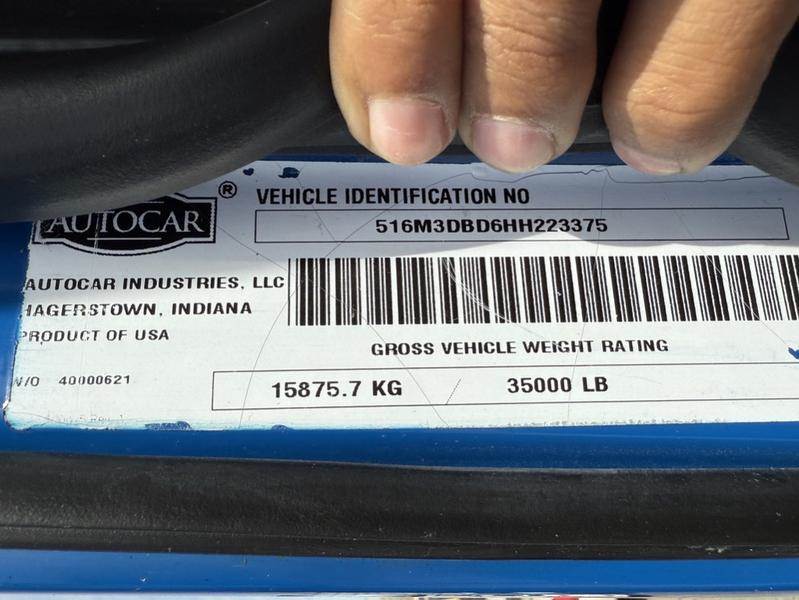 AUTOCAR ®
VEHICLE IDENTIFICATION NO
516M3DBD6HH223375
AUTOCAR INDUSTRIES, LLC
HAGERSTOWN, INDIANA
PRODUCT OF USA
GROSS VEHICLE WEIGHT RATING
W/O 40000621
15875.7 KG / 35000 LB